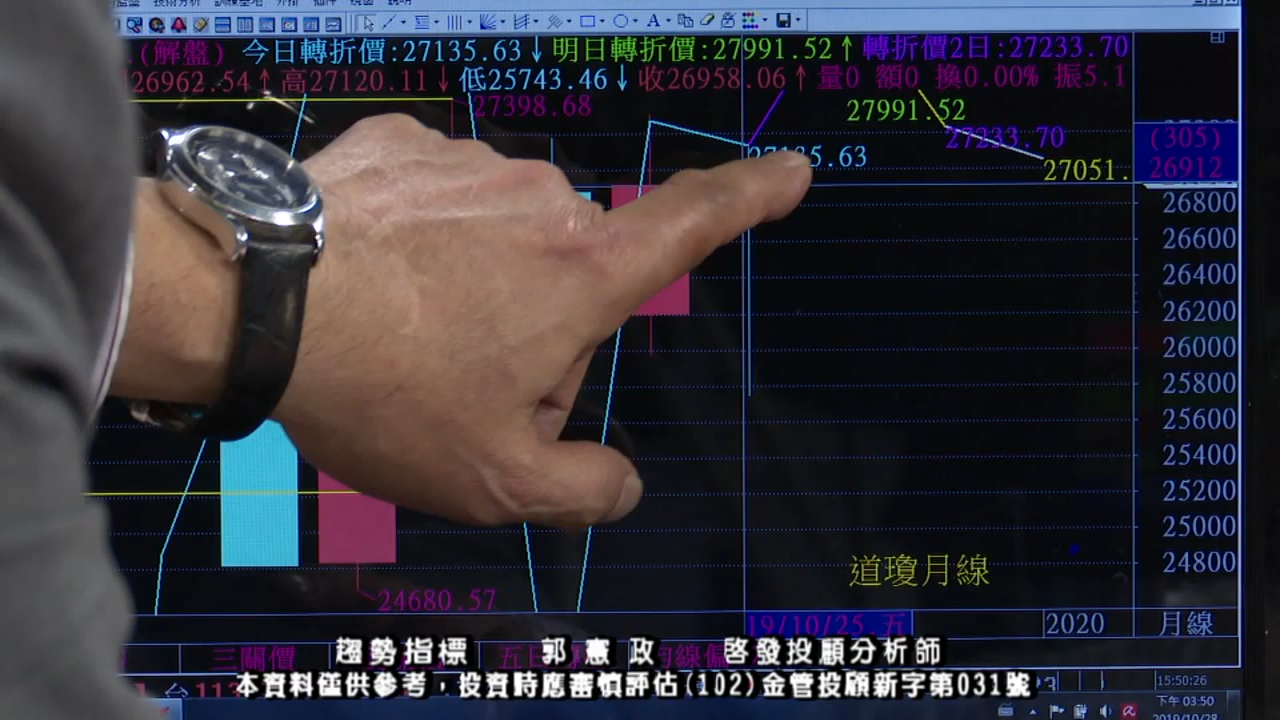 (解盤) 今日轉折價:27135.63↓ 明日轉折價:27991.52↑ 轉折價2日:27233.70
26962.54↑ 高27120.11↓ 低25743.46↓ 收26958.06↑ 量0 額0 換0.00% 振5.1
27398.68
27991.52
27233.70
27051.
(305)
26912
26800
26600
26400
26200
26000
25800
25600
25400
25200
25000
24800
24680.57
道瓊月線
19/10/25.五
2020
月線
三關價
趨勢指標 郭憲政 啓發投顧分析師
本資料僅供參考,投資時應審慎評估(102)金管投顧新字第031號
15:50:26
下午 03:50
2019/10/28